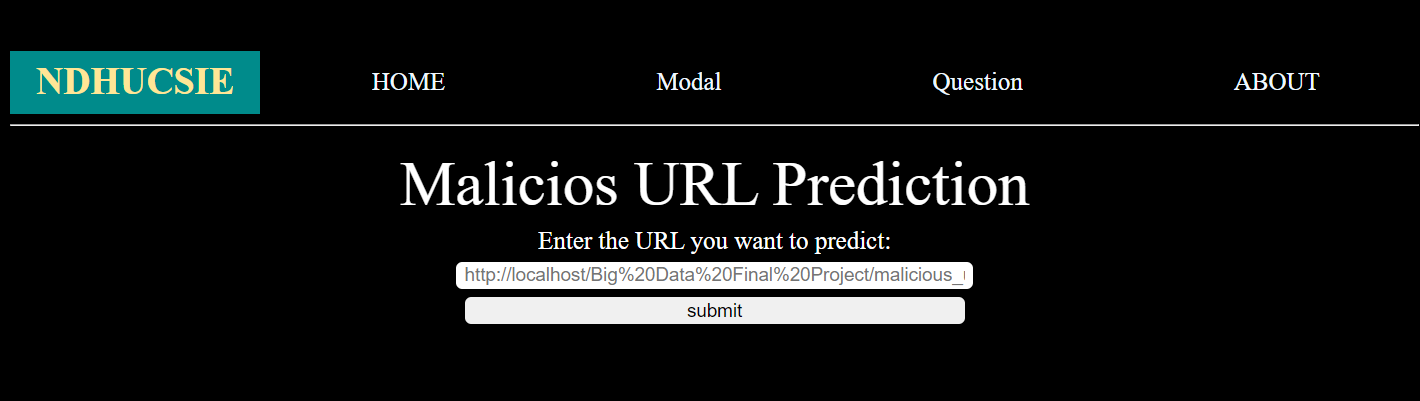 NDHUCSIE HOME Modal Question ABOUT
Malicios URL Prediction
Enter the URL you want to predict:
http://localhost/Big%20Data%20Final%20Project/malicious_
submit